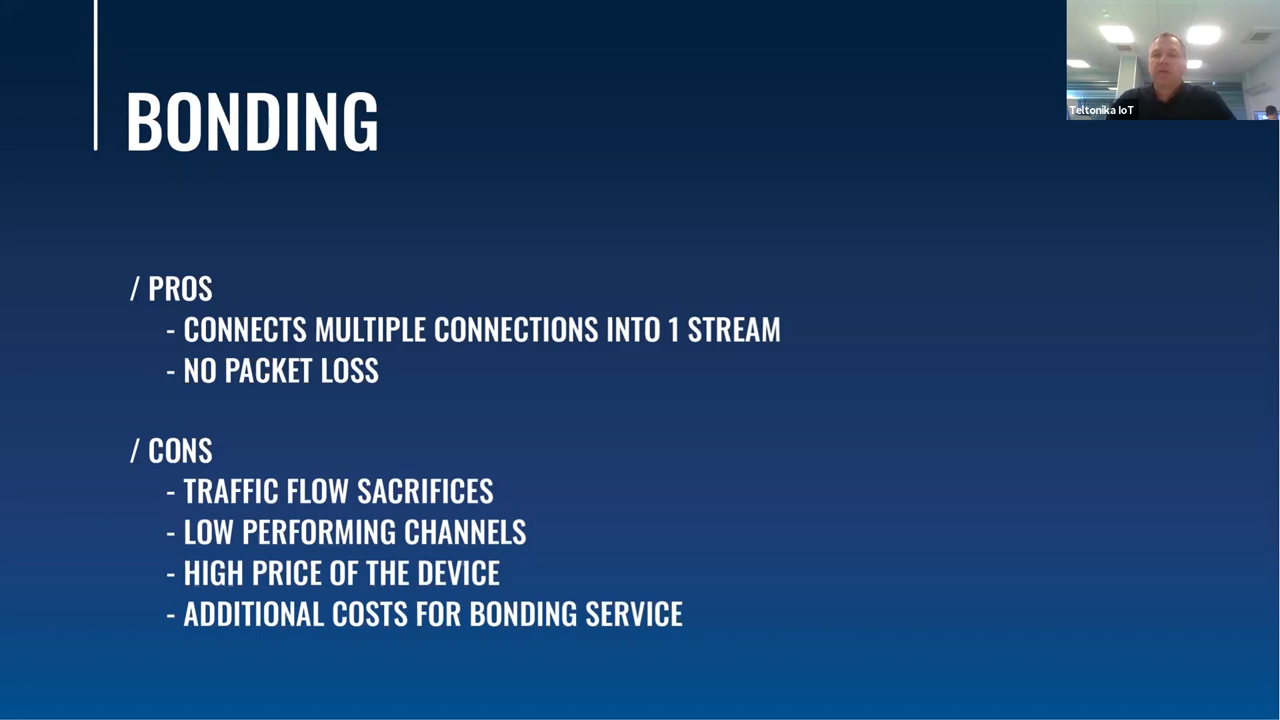 BONDING
Teltonika IoT
/ PROS
- CONNECTS MULTIPLE CONNECTIONS INTO 1 STREAM
- NO PACKET LOSS
/ CONS
- TRAFFIC FLOW SACRIFICES
- LOW PERFORMING CHANNELS
- HIGH PRICE OF THE DEVICE
- ADDITIONAL COSTS FOR BONDING SERVICE